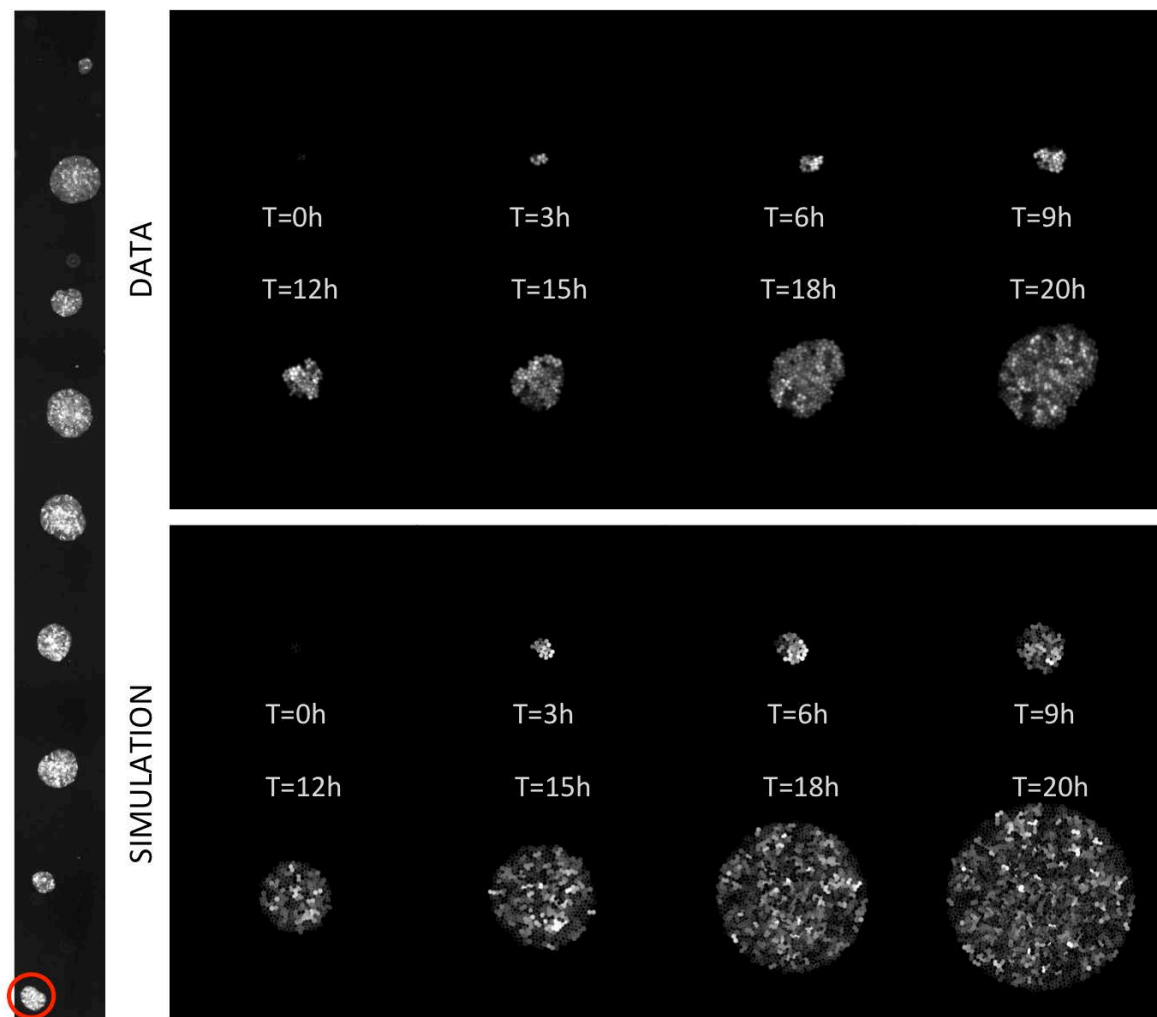 DATA
T=0h T=3h T=6h T=9h
T=12h T=15h T=18h T=20h
SIMULATION
T=0h T=3h T=6h T=9h
T=12h T=15h T=18h T=20h